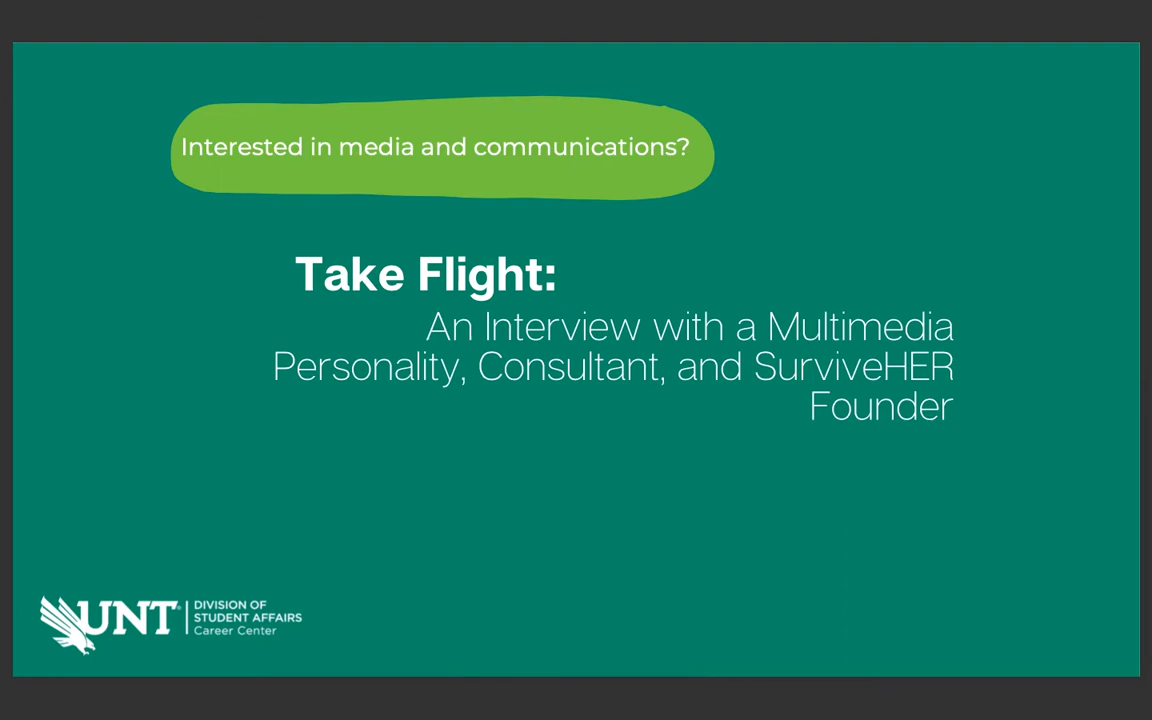 Interested in media and communications?
Take Flight:
An Interview with a Multimedia
Personality, Consultant, and SurviveHER
Founder
UNT
DIVISION OF
STUDENT AFFAIRS
Career Center